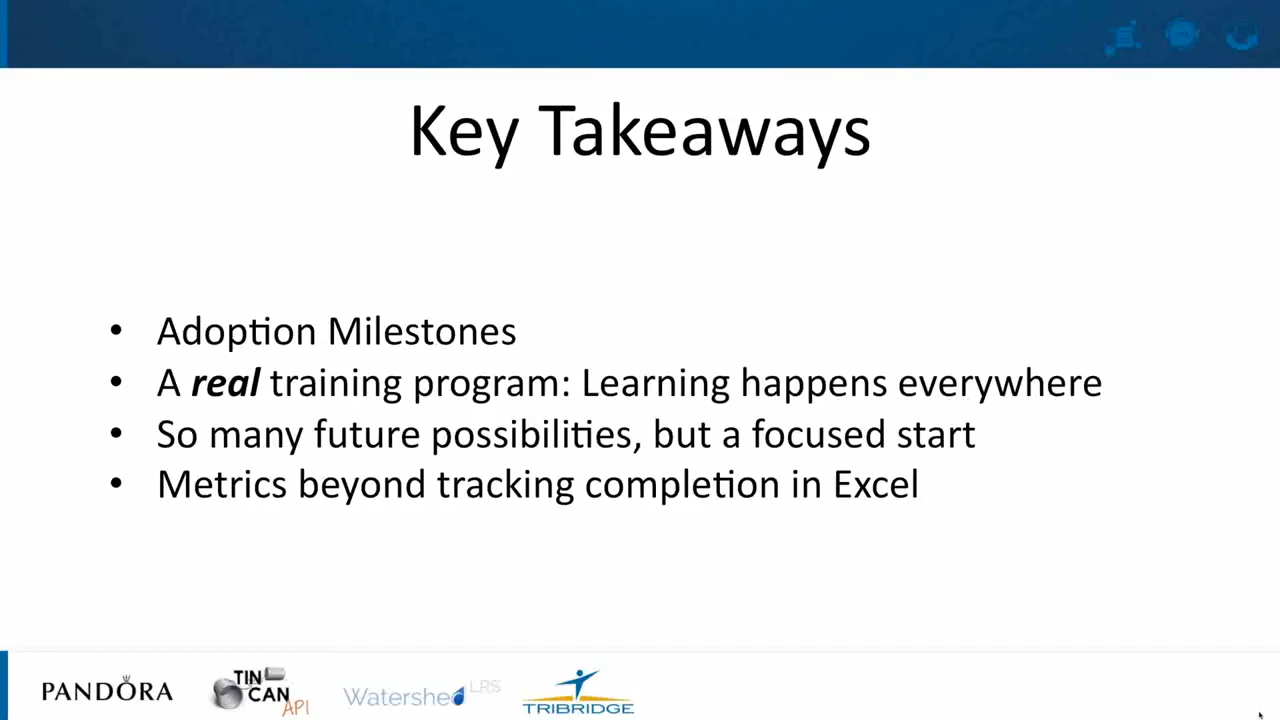 Key Takeaways
• Adoption Milestones
• A real training program: Learning happens everywhere
• So many future possibilities, but a focused start
• Metrics beyond tracking completion in Excel
PANDÓRA
TIN CAN API
Watershed LRS
TRIBRIDGE